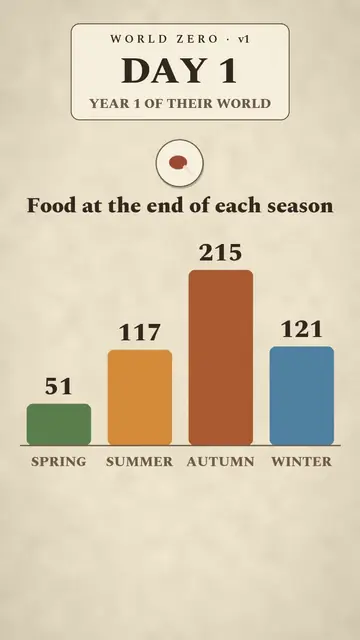 WORLD ZERO · v1
DAY 1
YEAR 1 OF THEIR WORLD
Food at the end of each season
215
117
121
51
SPRING SUMMER AUTUMN WINTER